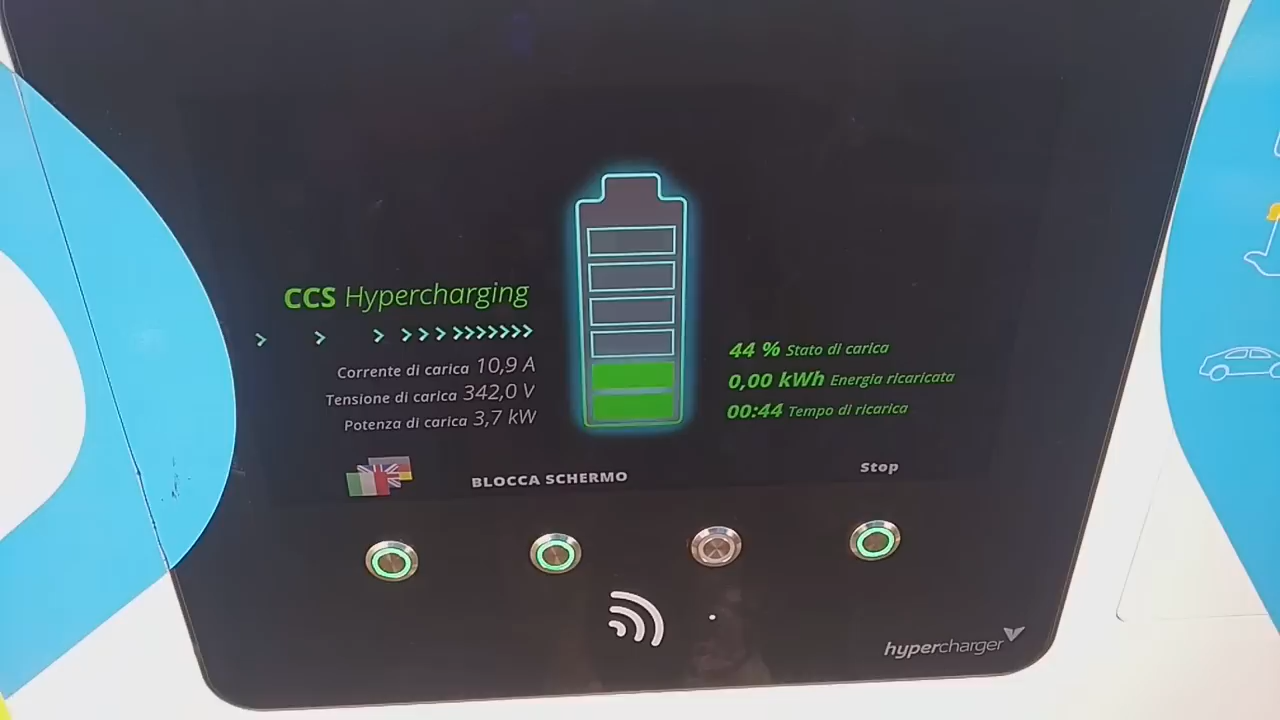 CCS Hypercharging
Corrente di carica 10,9 A
Tensione di carica 342,0 V
Potenza di carica 3,7 kW
44 % Stato di carica
0,00 kWh Energia ricaricata
00:44 Tempo di ricarica
BLOCCA SCHERMO
Stop
hypercharger